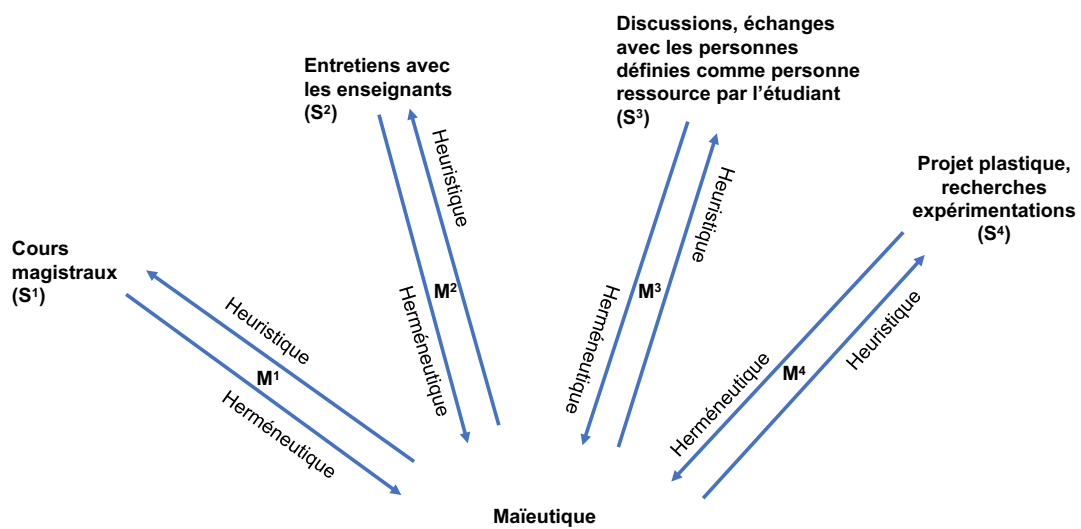 Discussions, échanges
avec les personnes
définies comme personne
ressource par l’étudiant
(S³)
Entretiens avec
les enseignants
(S²)
Projet plastique,
recherches
expérimentations
(S⁴)
Cours
magistraux
(S¹)
Heuristique
M¹
Herméneutique
Heuristique
M²
Herméneutique
Heuristique
M³
Herméneutique
Heuristique
M⁴
Herméneutique
Maïeutique